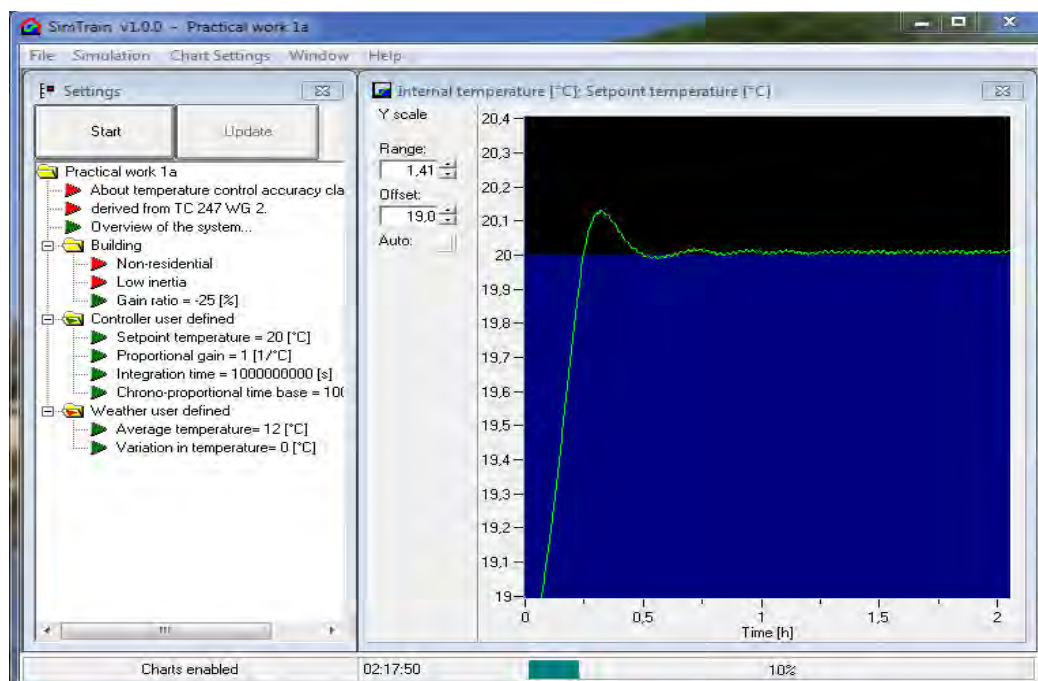 SimTrain v1.0.0 - Practical work 1a
File Simulation Chart Settings Window Help
Settings
Start Update
Practical work 1a
About temperature control accuracy cla
derived from TC 247 WG 2.
Overview of the system...
Building
Non-residential
Low inertia
Gain ratio = -25 [%]
Controller user defined
Setpoint temperature = 20 [°C]
Proportional gain = 1 [1/°C]
Integration time = 1000000000 [s]
Chrono-proportional time base = 100
Weather user defined
Average temperature= 12 [°C]
Variation in temperature= 0 [°C]
Internal temperature [°C]; Setpoint temperature [°C]
Y scale
Range:
1,41
Offset:
19,0
Auto:
20,4
20,3
20,2
20,1
20
19,9
19,8
19,7
19,6
19,5
19,4
19,3
19,2
19,1
19
0 0,5 1 1,5 2
Time [h]
Charts enabled 02:17:50 10%